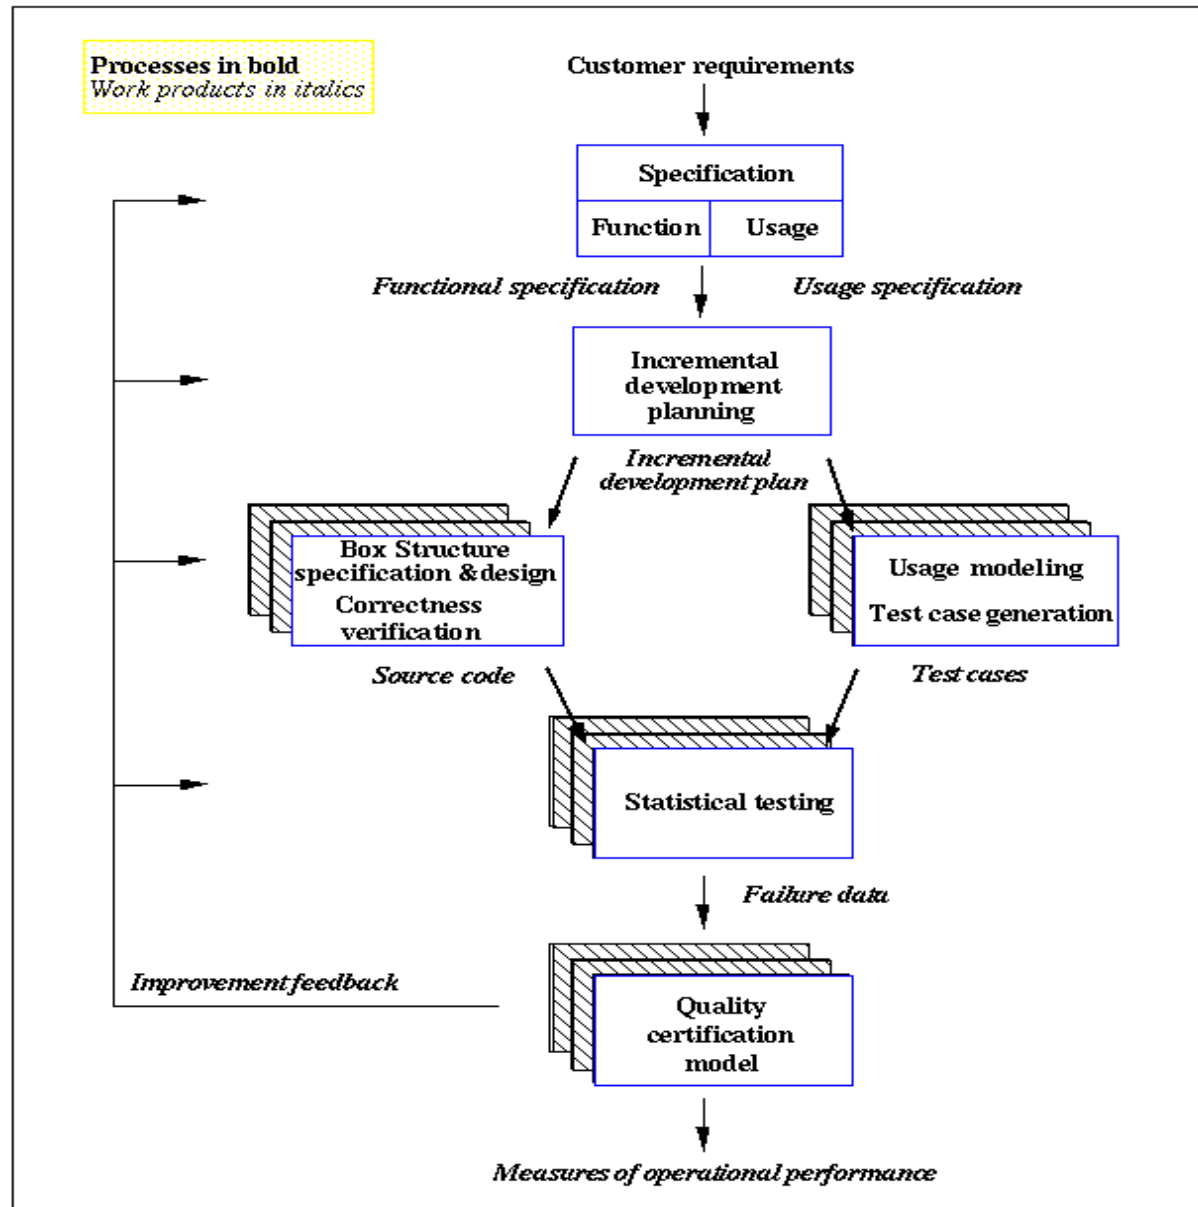 Processes in bold
Work products in italics
Customer requirements
Specification
Function
Usage
Functional specification
Usage specification
Incremental
development
planning
Incremental
development plan
Box Structure
specification & design
Correctness
verification
Usage modeling
Test case generation
Source code
Test cases
Statistical testing
Failure data
Improvement feedback
Quality
certification
model
Measures of operational performance